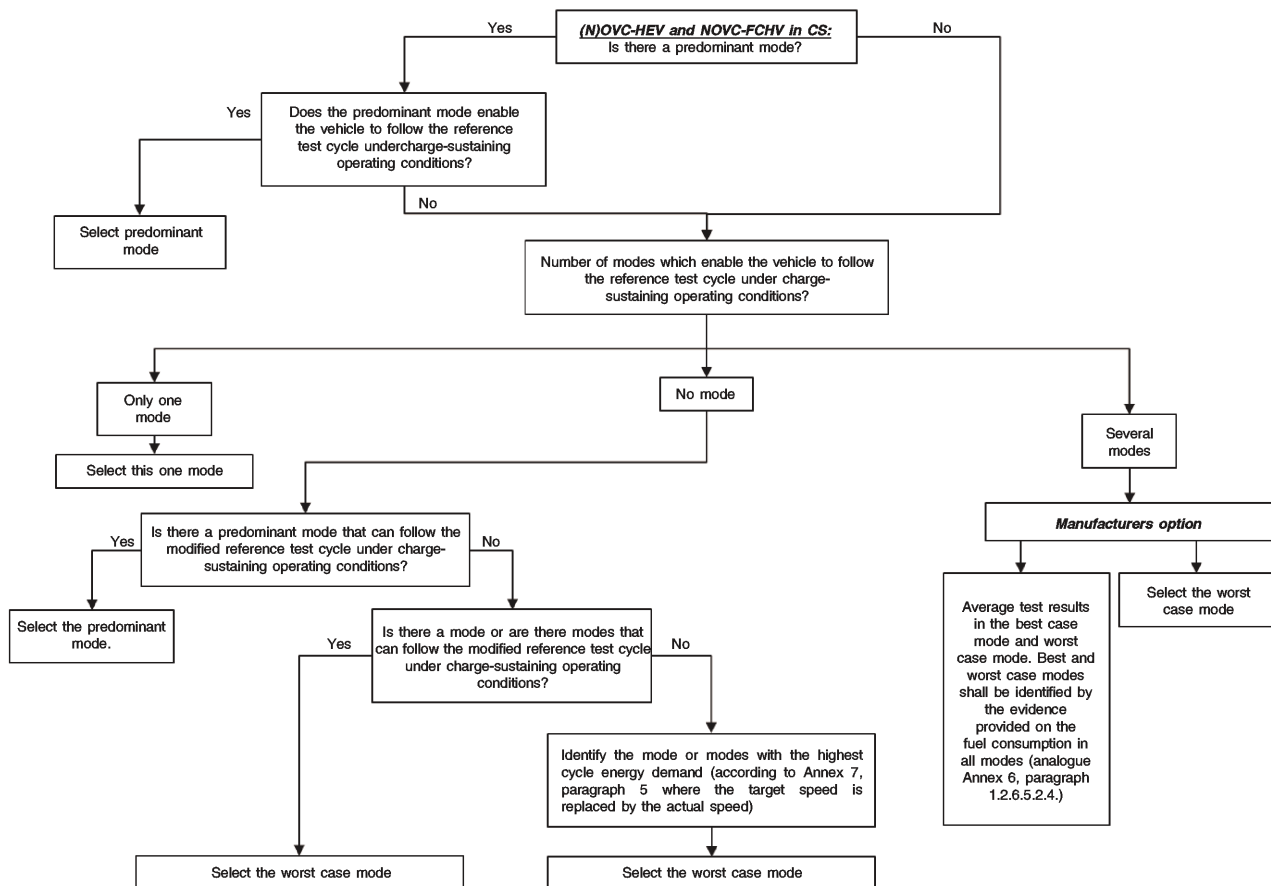 (N)OVC-HEV and NOVC-FCHV in CS:
Is there a predominant mode?
Yes
No
Yes
Does the predominant mode enable
the vehicle to follow the reference
test cycle undercharge-sustaining
operating conditions?
No
Select predominant
mode
Number of modes which enable the vehicle to follow
the reference test cycle under charge-
sustaining operating conditions?
Only one
mode
No mode
Several
modes
Select this one mode
Manufacturers option
Is there a predominant mode that can follow the
modified reference test cycle under charge-
sustaining operating conditions?
Yes
No
Select the predominant
mode.
Average test results
in the best case
mode and worst
case mode. Best and
worst case modes
shall be identified by
the evidence
provided on the
fuel consumption in
all modes (analogue
Annex 6, paragraph
1.2.6.5.2.4.)
Select the worst
case mode
Is there a mode or are there modes that
can follow the modified reference test cycle
under charge-sustaining operating
conditions?
Yes
No
Identify the mode or modes with the highest
cycle energy demand (according to Annex 7,
paragraph 5 where the target speed is
replaced by the actual speed)
Select the worst case mode
Select the worst case mode